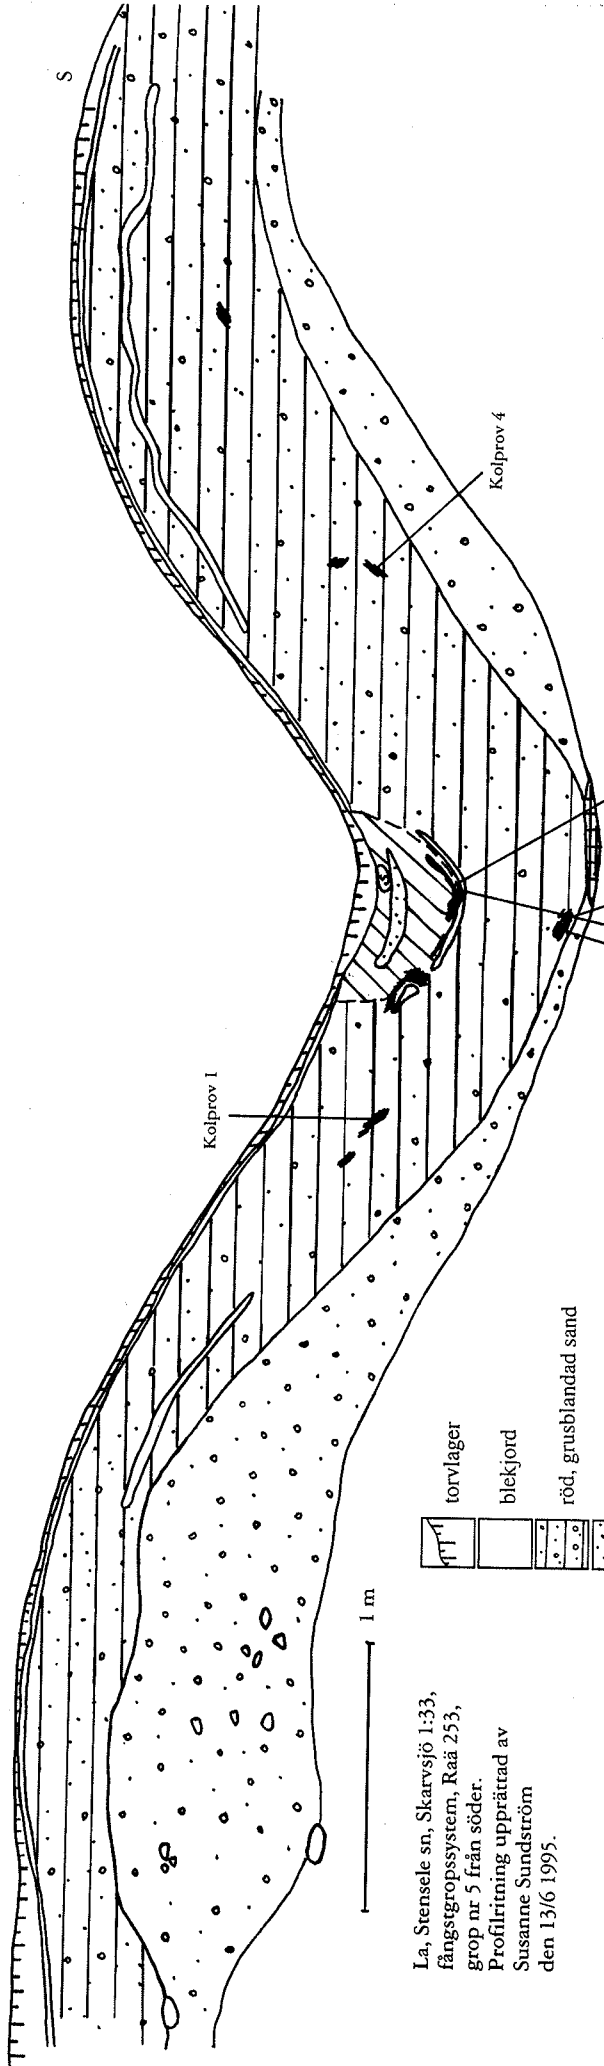 S
Kolprov 1
Kolprov 4
1 m
La, Stensele sn, Skarvsjö 1:33,
fångstgropssystem, Raä 253,
grop nr 5 från söder.
Profilritning upprättad av
Susanne Sundström
den 13/6 1995.
torvlager
blekjord
röd, grusblandad sand